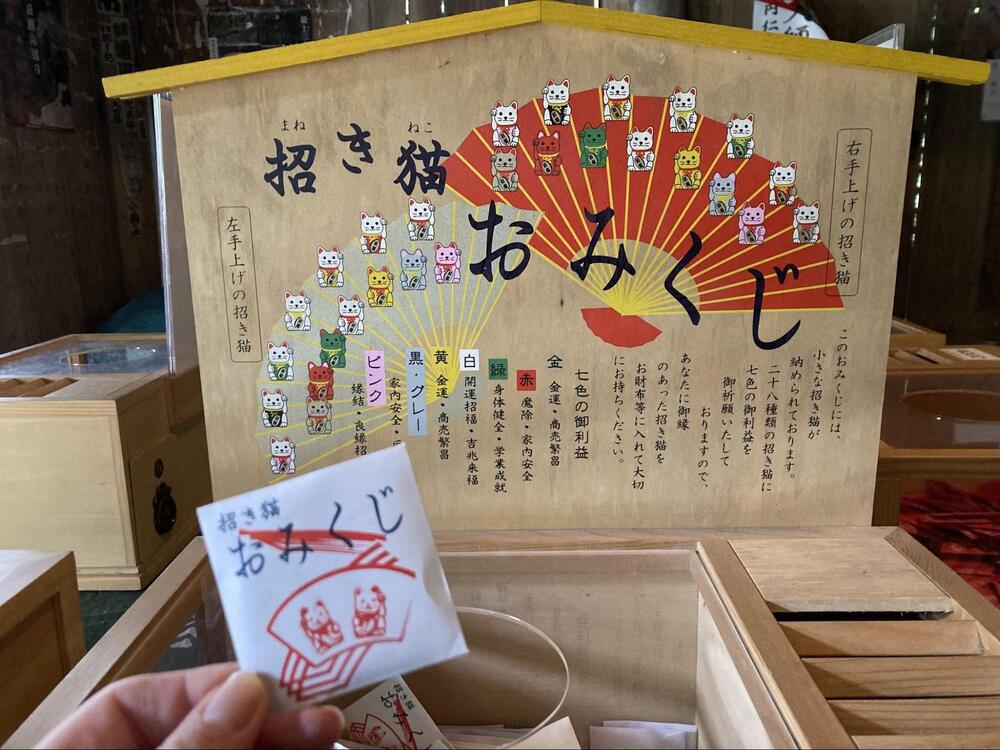 招き猫
まね
ねこ
おみくじ
右手上げの招き猫
左手上げの招き猫
このおみくじには、
小さな招き猫が
納められております。
二十八種類の招き猫に
七色の御利益を
御祈願いたして
おりますので、
あなたに御縁
のあった招き猫を
お財布等に入れて大切
にお持ちください。
七色の御利益
金 金運・商売繁昌
赤 魔除・家内安全
緑 身体健全・学業成就
白 開運招福・吉兆来福
黄 金運・商売繁昌
黒・グレー
家内安全・
ピンク
縁結・良縁招
招き猫
おみくじ
招き猫
おみ